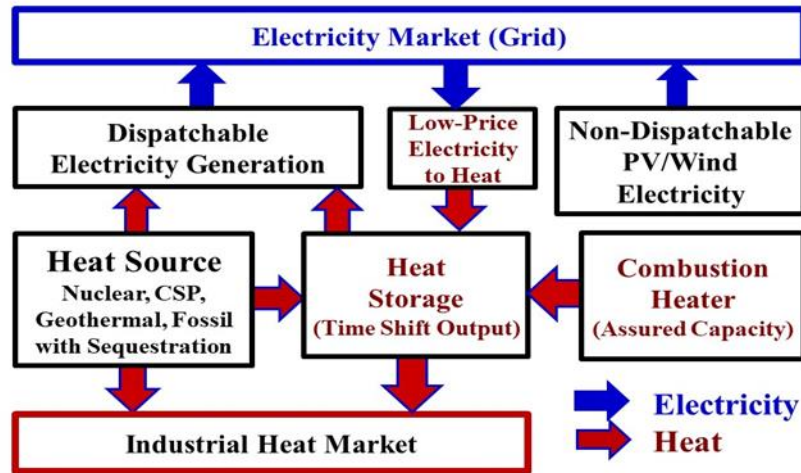 Electricity Market (Grid)
Dispatchable
Electricity Generation
Low-Price
Electricity
to Heat
Non-Dispatchable
PV/Wind
Electricity
Heat Source
Nuclear, CSP,
Geothermal, Fossil
with Sequestration
Heat
Storage
(Time Shift Output)
Combustion
Heater
(Assured Capacity)
Industrial Heat Market
Electricity
Heat